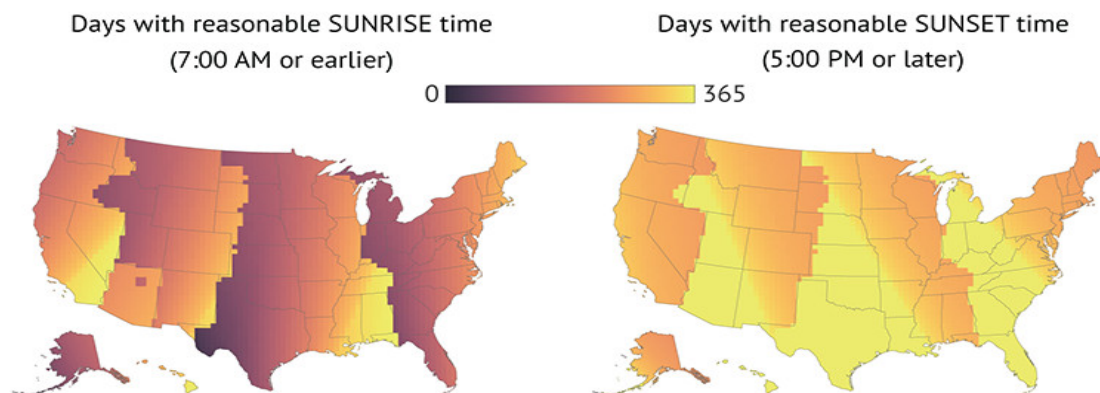 Days with reasonable SUNRISE time
(7:00 AM or earlier)
Days with reasonable SUNSET time
(5:00 PM or later)
0
365